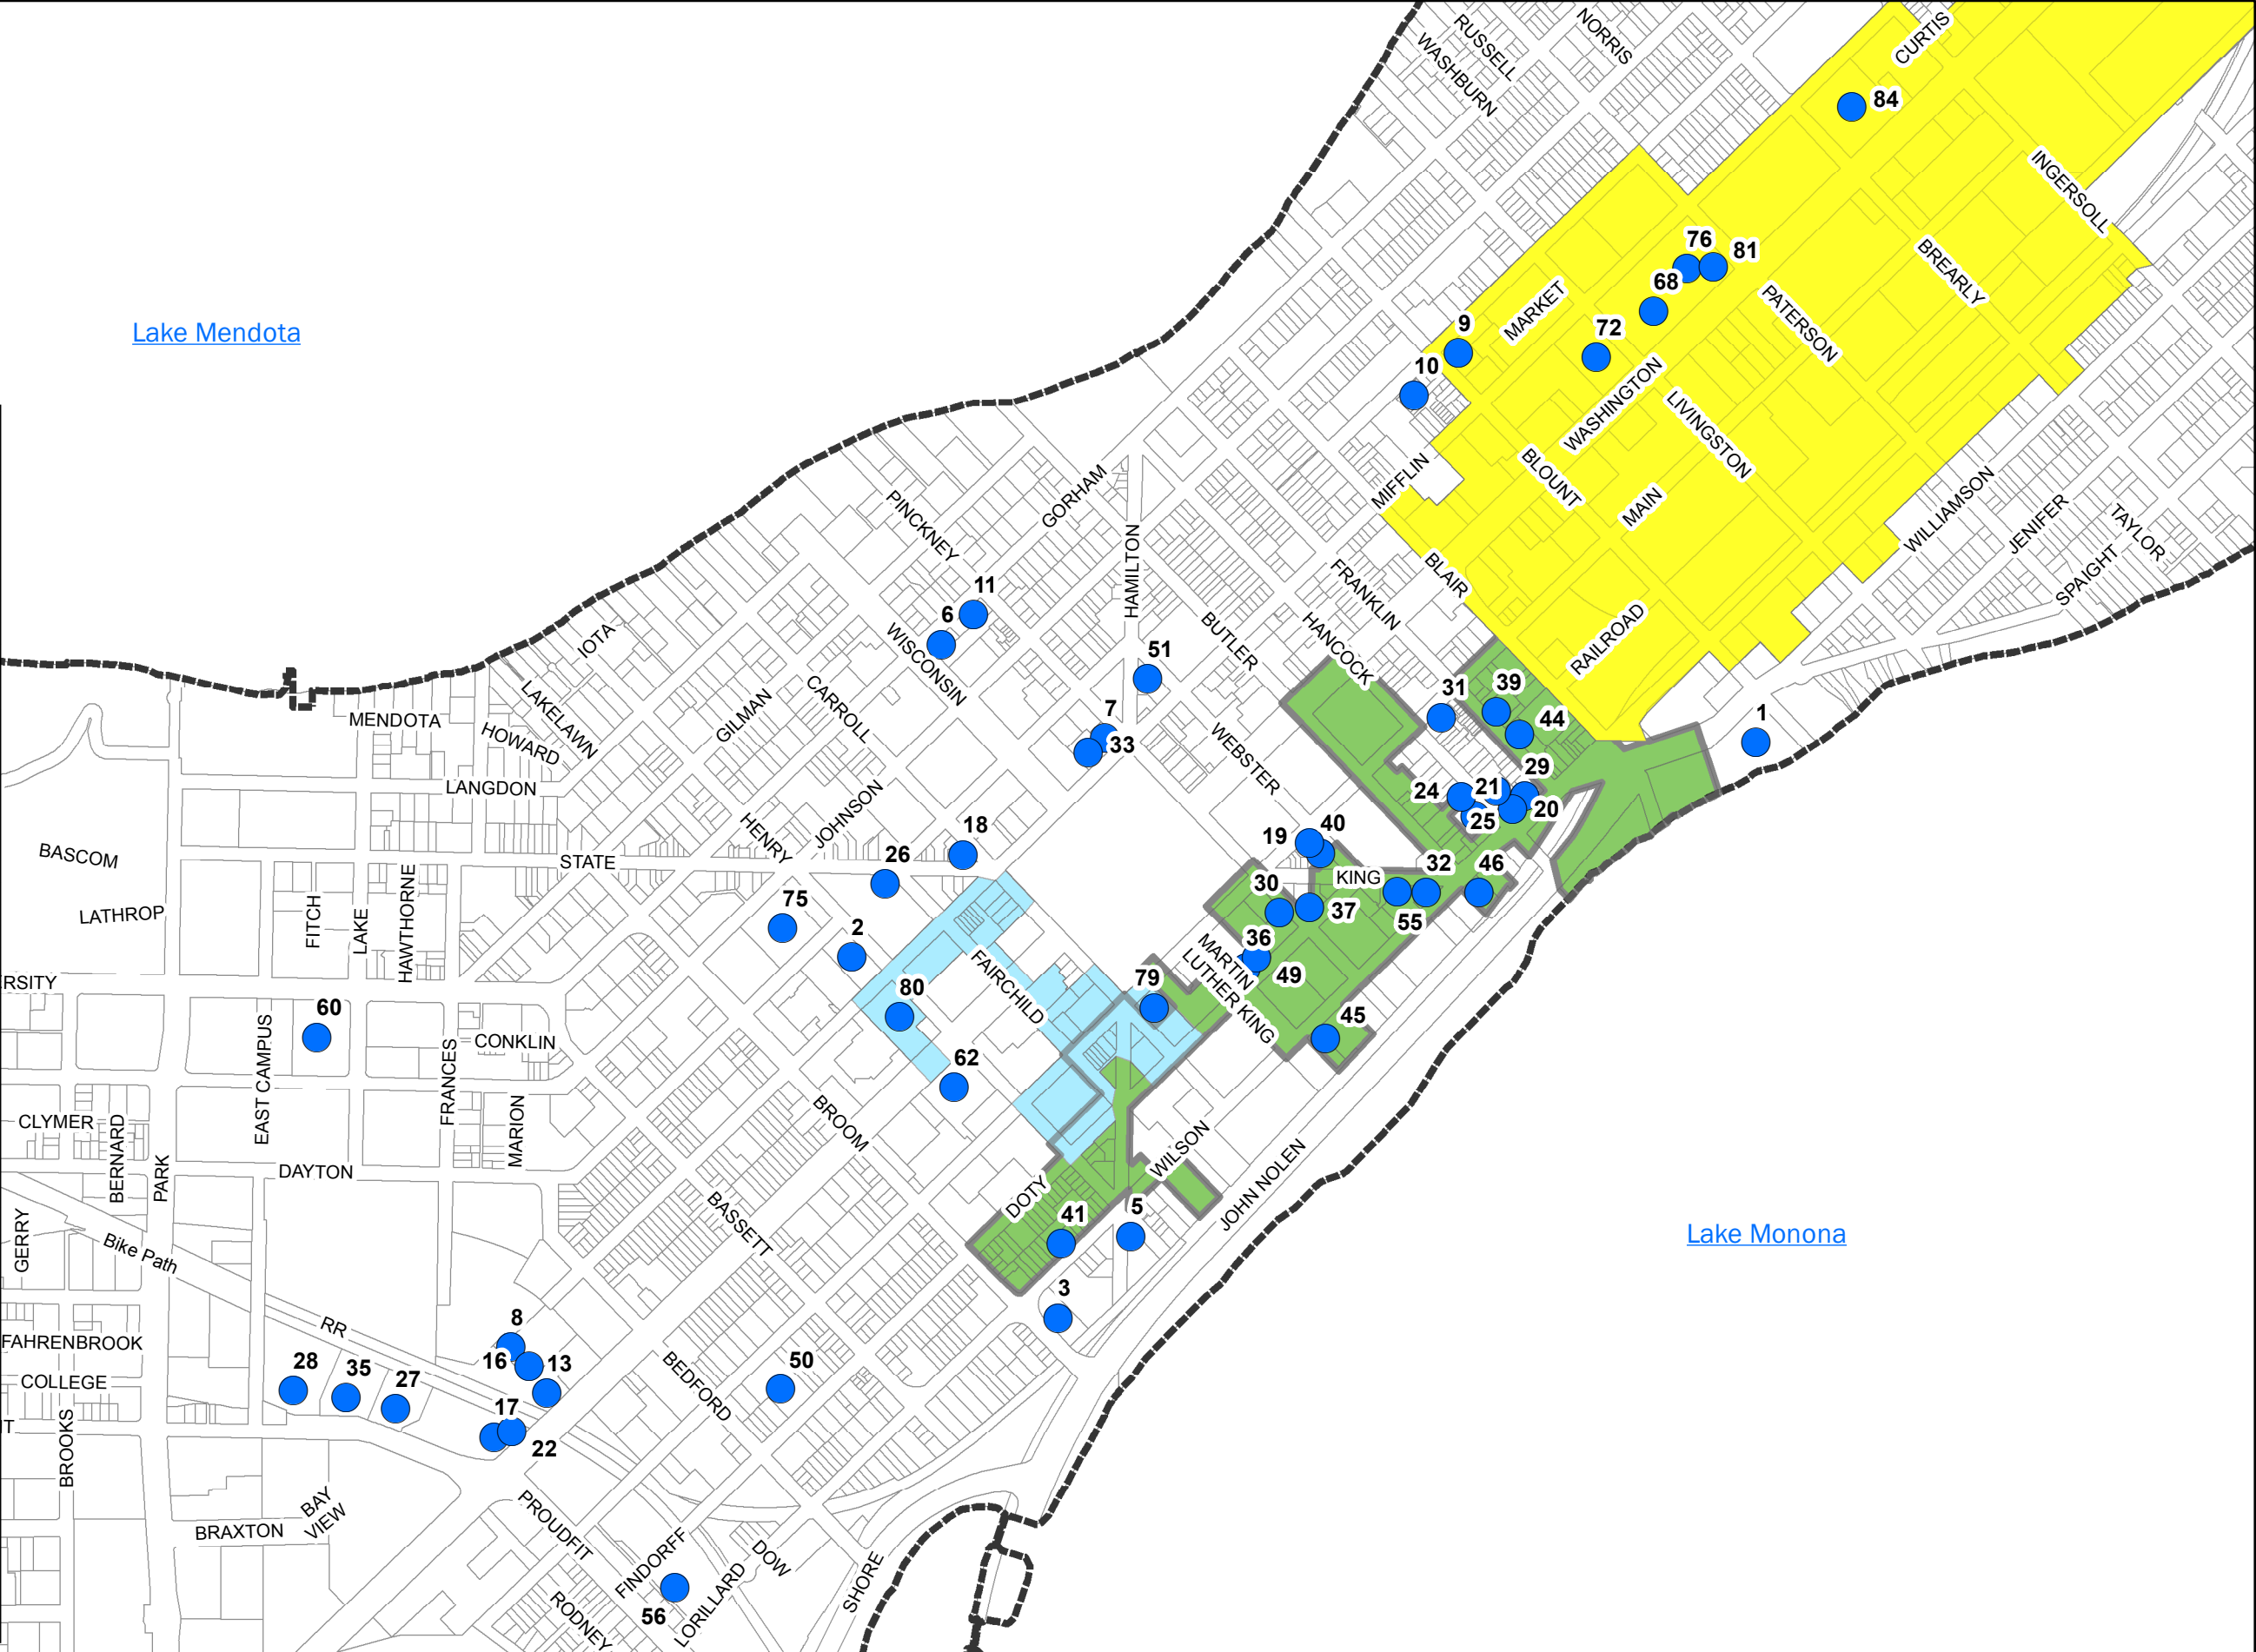 RUSSELL
NORRIS
CURTIS
WASHBURN
84
INGERSOLL
76
81
BREARLY
68
PATERSON
MARKET
9
72
Lake Mendota
10
WASHINGTON
LIVINGSTON
MIFFLIN
BLOUNT
MAIN
WILLIAMSON
JENIFER
TAYLOR
SPAIGHT
GORHAM
PINCKNEY
HAMILTON
FRANKLIN
BLAIR
11
6
WISCONSIN
BUTLER
HANCOCK
RAILROAD
IOTA
51
LAKELAWN
CARROLL
GILMAN
31
39
44
1
7
33
MENDOTA
HOWARD
WEBSTER
LANGDON
29
24
21
20
25
JOHNSON
HENRY
18
40
19
BASCOM
STATE
26
KING
32
46
30
LATHROP
FITCH
LAKE
HAWTHORNE
75
2
37
55
36
MARTIN
LUTHER KING
49
79
FAIRCHILD
ERSITY
80
60
45
EAST CAMPUS
CONKLIN
FRANCES
62
CLYMER
BERNARD
MARION
BROOM
WILSON
DAYTON
PARK
JOHN NOLEN
DOTY
BASSETT
41
5
Lake Monona
GERRY
Bike Path
3
RR
8
FAHRENBROOK
16
13
28
35
27
50
COLLEGE
BEDFORD
17
22
IT
BROOKS
BAY
VIEW
BRAXTON
PROUDFIT
FINDORFF
DOW
SHORE
LORILLARD
56
RODNEY